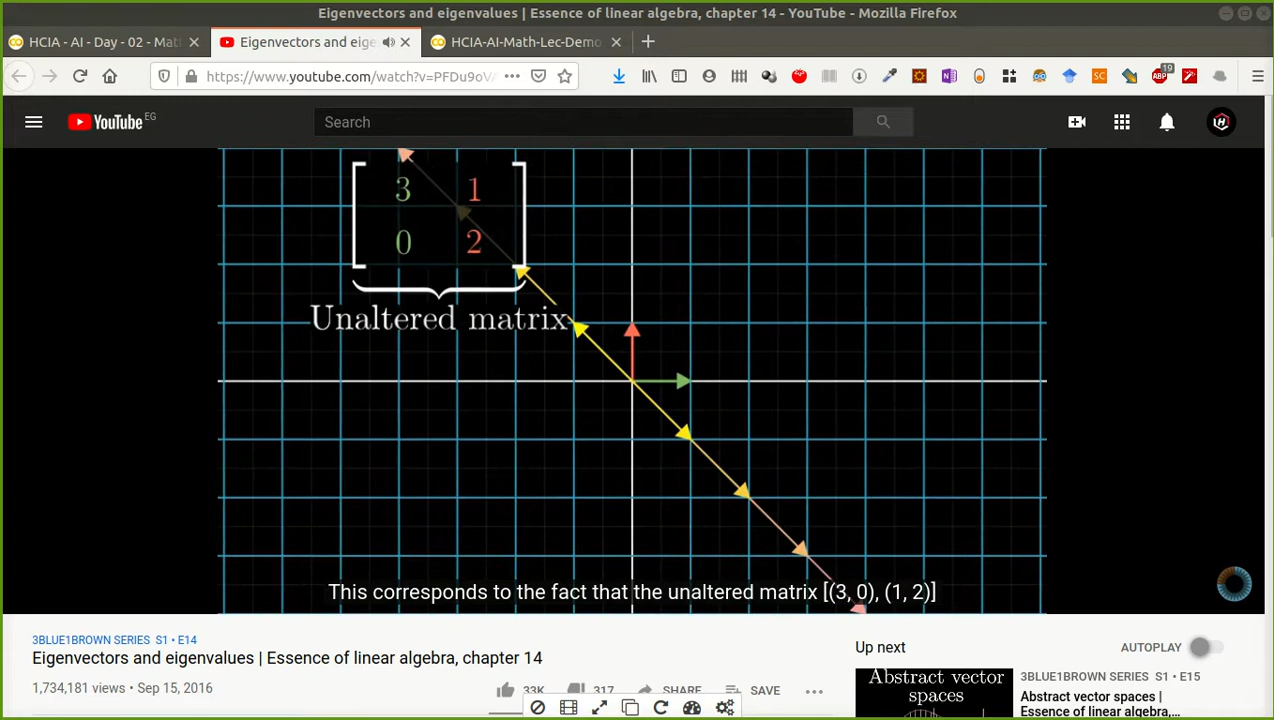 Eigenvectors and eigenvalues | Essence of linear algebra, chapter 14 - YouTube - Mozilla Firefox
HCIA - AI - Day - 02 - Mat
Eigenvectors and eige
HCIA-AI-Math-Lec-Demo
https://www.youtube.com/watch?v=PFDu9oVA
SC
ABP
19
YouTube EG
Search
3 1
0 2
Unaltered matrix
This corresponds to the fact that the unaltered matrix [(3, 0), (1, 2)]
3BLUE1BROWN SERIES S1 • E14
Eigenvectors and eigenvalues | Essence of linear algebra, chapter 14
1,734,181 views • Sep 15, 2016
33K
317
SHARE
SAVE
Up next
AUTOPLAY
Abstract vector
spaces
3BLUE1BROWN SERIES S1 • E15
Abstract vector spaces |
Essence of linear algebra,...